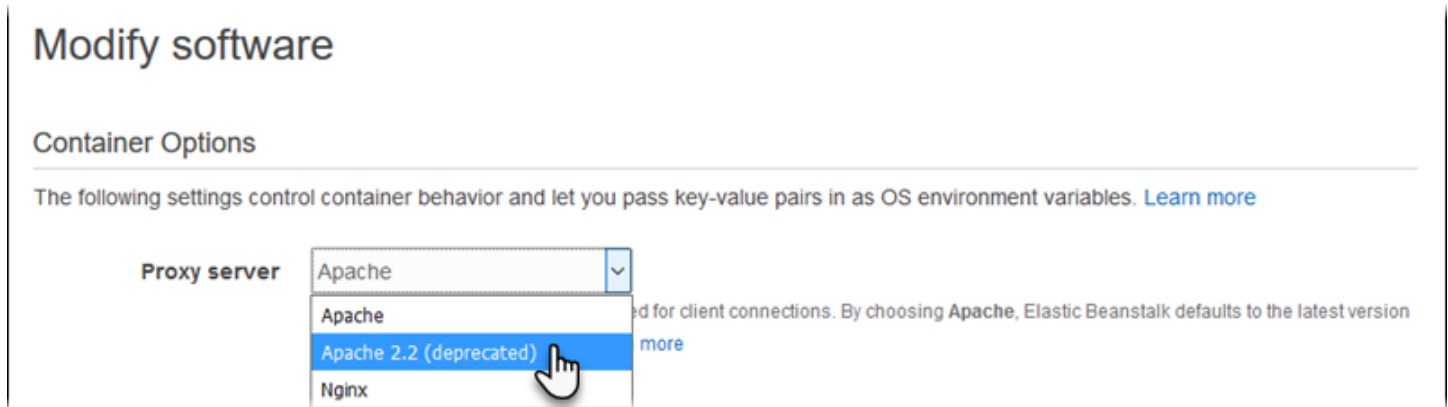 Modify software
Container Options
The following settings control container behavior and let you pass key-value pairs in as OS environment variables. Learn more
Proxy server Apache
Apache
for client connections. By choosing Apache, Elastic Beanstalk defaults to the latest version
Apache 2.2 (deprecated)
more
Nginx